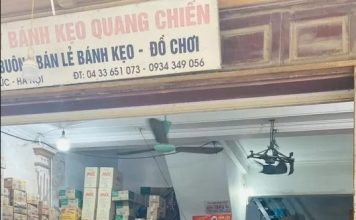 BÁNH KẸO QUANG CHIẾN
BUÔN BÁN LẺ BÁNH KẸO - ĐỒ CHƠI
ỨC - HÀ NỘI
ĐT: 04 33 651 073 - 0934 349 056